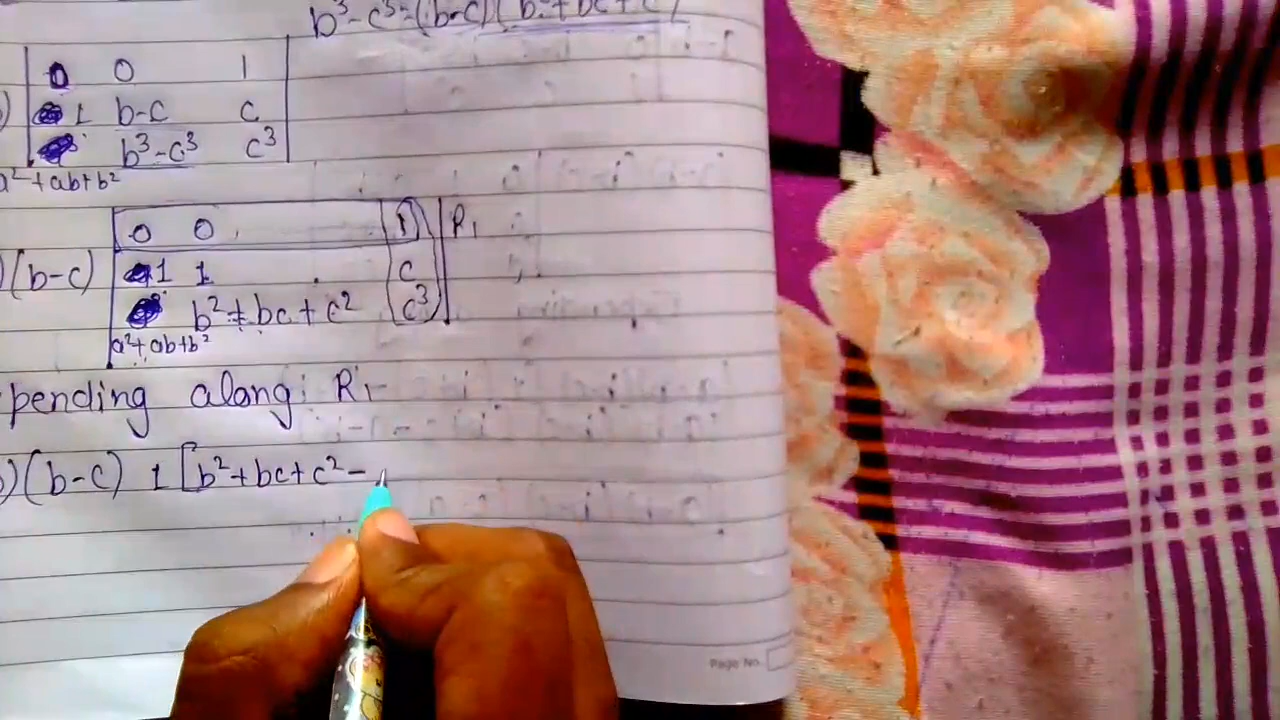 b³-c³=(b-c)(b²+bc+c²)
0 0 1
) 1 b-c c
b³-c³ c³
a²+ab+b²
0 0 1 R₁
)(b-c) 1 1 c
b²+bc+c² c³
a²+ab+b²
pending along R₁-
)(b-c) 1[b²+bc+c²-
Page No.